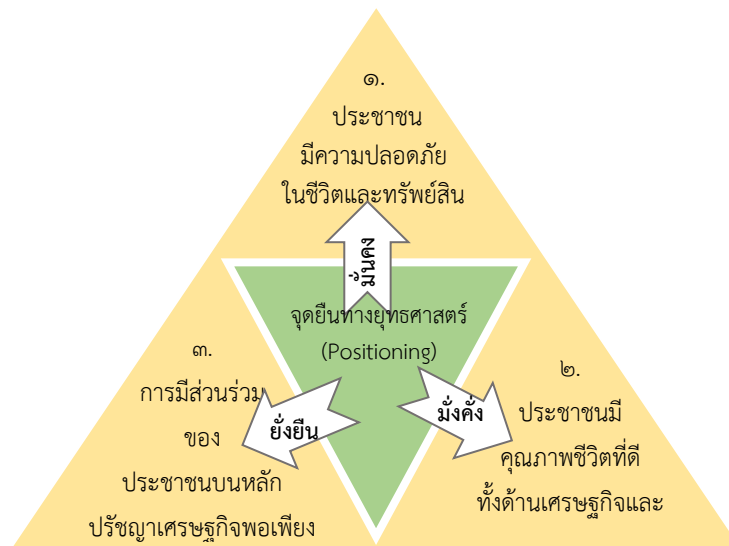 ๑.
ประชาชน
มีความปลอดภัย
ในชีวิตและทรัพย์สิน
มั่นคง
จุดยืนทางยุทธศาสตร์
(Positioning)
๒.
ประชาชนมี
คุณภาพชีวิตที่ดี
ทั้งด้านเศรษฐกิจและ
มั่งคั่ง
๓.
การมีส่วนร่วม
ของ
ประชาชนบนหลัก
ปรัชญาเศรษฐกิจพอเพียง
ยั่งยืน